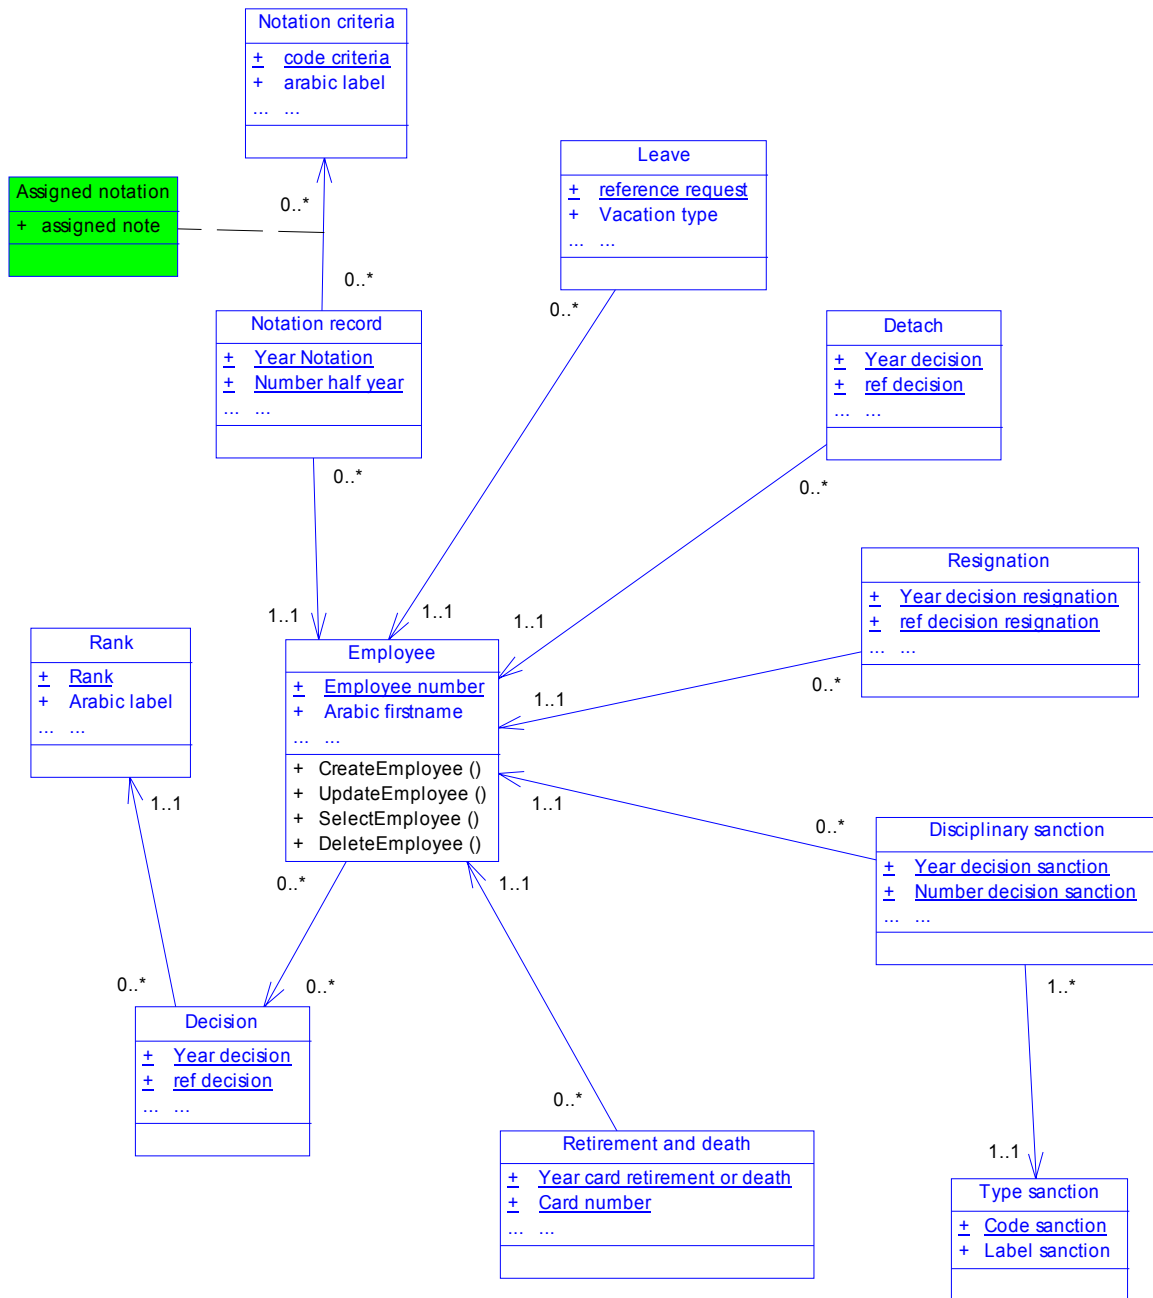 Notation criteria
+ code criteria
+ arabic label
... ...
Assigned notation
+ assigned note
0..*
0..*
Leave
+ reference request
+ Vacation type
... ...
0..*
Notation record
+ Year Notation
+ Number half year
... ...
0..*
Detach
+ Year decision
+ ref decision
... ...
0..*
Resignation
+ Year decision resignation
+ ref decision resignation
... ...
0..*
1..1
1..1
1..1
1..1
Rank
+ Rank
+ Arabic label
... ...
1..1
Employee
+ Employee number
+ Arabic firstname
... ...
+ CreateEmployee ()
+ UpdateEmployee ()
+ SelectEmployee ()
+ DeleteEmployee ()
1..1
0..*
Disciplinary sanction
+ Year decision sanction
+ Number decision sanction
... ...
0..*
1..1
0..*
0..*
1..*
Decision
+ Year decision
+ ref decision
... ...
0..*
Retirement and death
+ Year card retirement or death
+ Card number
... ...
1..1
Type sanction
+ Code sanction
+ Label sanction